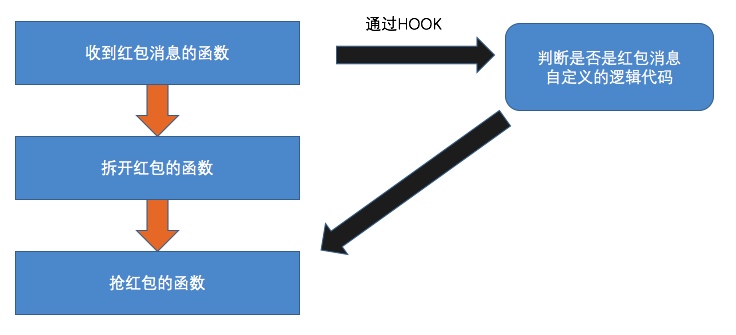 通过HOOK
收到红包消息的函数
判断是否是红包消息
自定义的逻辑代码
拆开红包的函数
抢红包的函数